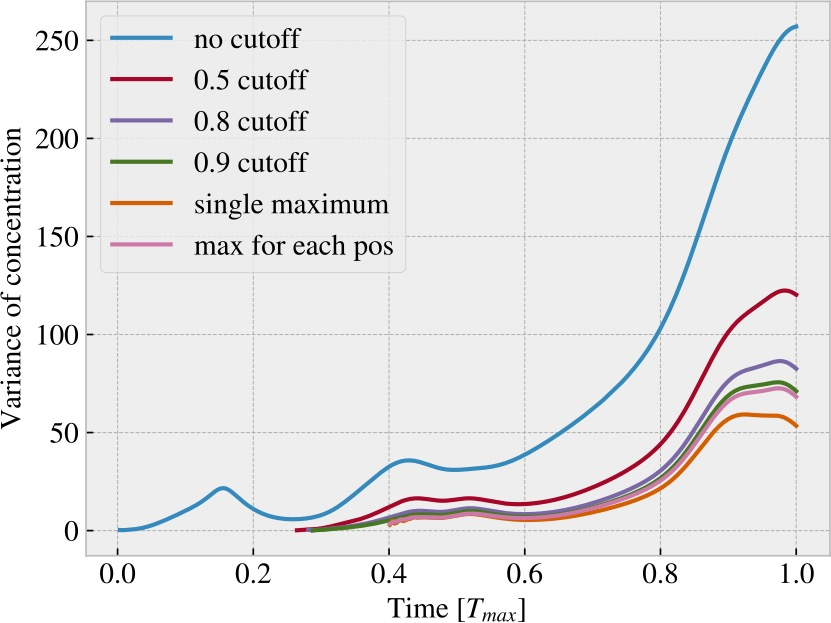 250
200
150
100
50
0
Variance of concentration
no cutoff
0.5 cutoff
0.8 cutoff
0.9 cutoff
single maximum
max for each pos
0.0 0.2 0.4 0.6 0.8 1.0
Time [T_max]